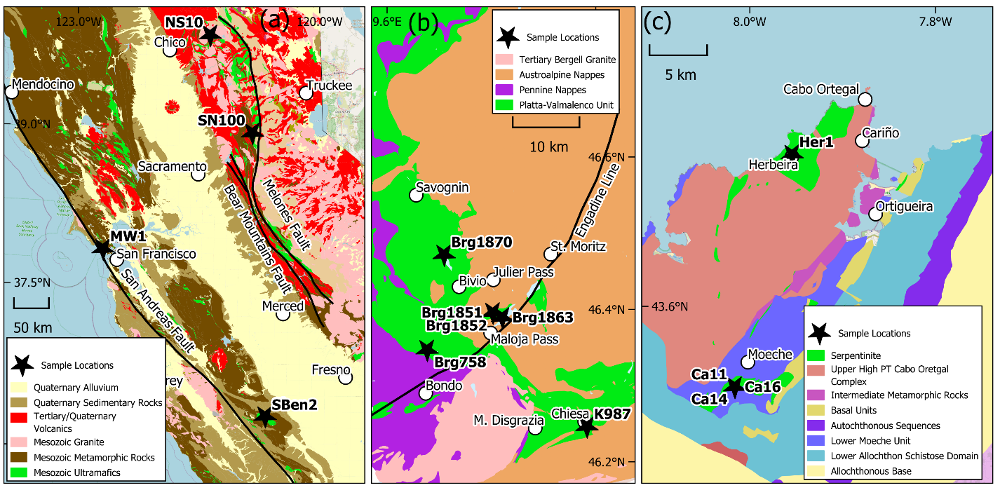 123.0°W
(a)
120.0°W
NS10
Chico
Mendocino
Truckee
39.0°N
SN100
Sacramento
Melones Fault
Bear Mountains Fault
MW1
San Francisco
San Andreas Fault
37.5°N
50 km
Merced
Fresno
rey
SBen2
Sample Locations
Quaternary Alluvium
Quaternary Sedimentary Rocks
Tertiary/Quaternary
Volcanics
Mesozoic Granite
Mesozoic Metamorphic Rocks
Mesozoic Ultramafics
9.6°E
(b)
Sample Locations
Tertiary Bergell Granite
Austroalpine Nappes
Pennine Nappes
Platta-Valmalenco Unit
10 km
46.6°N
Savognin
Engadine Line
Brg1870
St. Moritz
Julier Pass
Bivio
46.4°N
Brg1851
Brg1852
Brg1863
Maloja Pass
Brg758
Bondo
M. Disgrazia
Chiesa
K987
46.2°N
(c)
8.0°W
7.8°W
5 km
Cabo Ortegal
Cariño
Her1
Herbeira
Ortigueira
43.6°N
Moeche
Ca11
Ca16
Ca14
Sample Locations
Serpentinite
Upper High PT Cabo Oretgal
Complex
Intermediate Metamorphic Rocks
Basal Units
Autochthonous Sequences
Lower Moeche Unit
Lower Allochthon Schistose Domain
Allochthonous Base